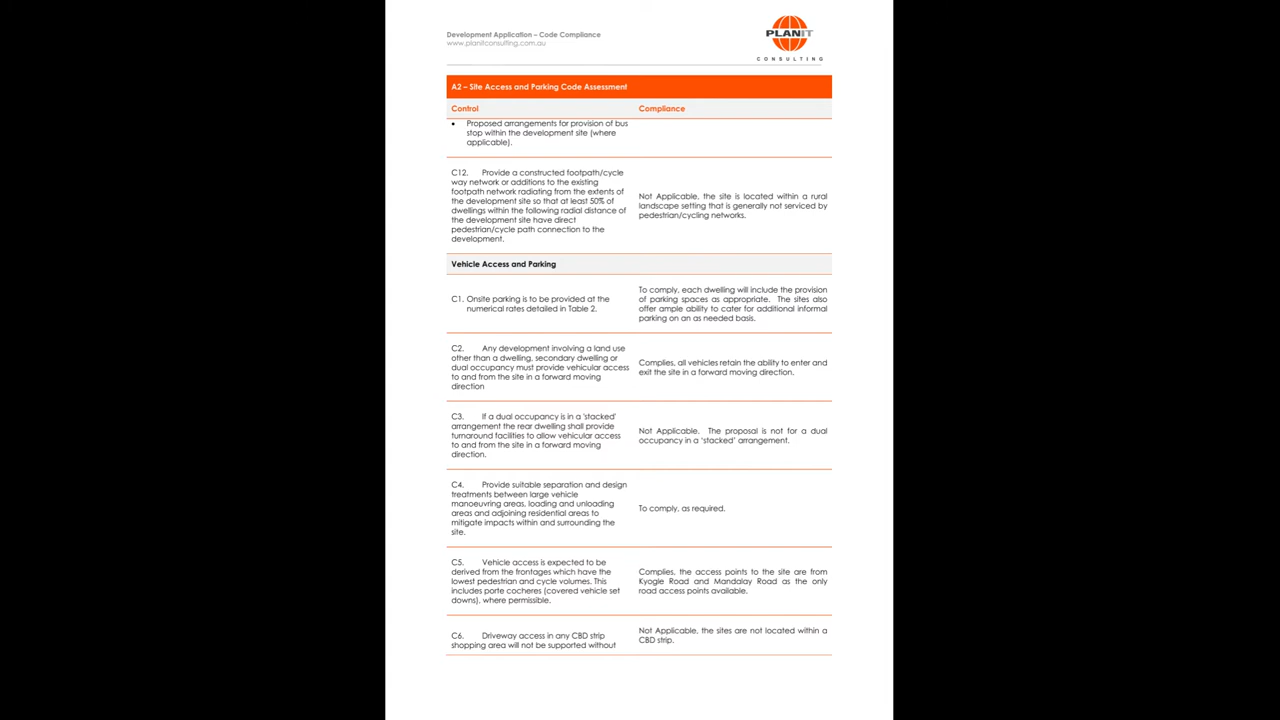 Development Application – Code Compliance
www.planitconsulting.com.au
PLANIT
CONSULTING
A2 – Site Access and Parking Code Assessment
Control
Compliance
• Proposed arrangements for provision of bus
stop within the development site (where
applicable).
C12. Provide a constructed footpath/cycle
way network or additions to the existing
footpath network radiating from the extents of
the development site so that at least 50% of
dwellings within the following radial distance of
the development site have direct
pedestrian/cycle path connection to the
development.
Not Applicable, the site is located within a rural
landscape setting that is generally not serviced by
pedestrian/cycling networks.
Vehicle Access and Parking
C1. Onsite parking is to be provided at the
numerical rates detailed in Table 2.
To comply, each dwelling will include the provision
of parking spaces as appropriate. The sites also
offer ample ability to cater for additional informal
parking on an as needed basis.
C2. Any development involving a land use
other than a dwelling, secondary dwelling or
dual occupancy must provide vehicular access
to and from the site in a forward moving
direction
Complies, all vehicles retain the ability to enter and
exit the site in a forward moving direction.
C3. If a dual occupancy is in a 'stacked'
arrangement the rear dwelling shall provide
turnaround facilities to allow vehicular access
to and from the site in a forward moving
direction.
Not Applicable. The proposal is not for a dual
occupancy in a 'stacked' arrangement.
C4. Provide suitable separation and design
treatments between large vehicle
manoeuvring areas, loading and unloading
areas and adjoining residential areas to
mitigate impacts within and surrounding the
site.
To comply, as required.
C5. Vehicle access is expected to be
derived from the frontages which have the
lowest pedestrian and cycle volumes. This
includes porte cocheres (covered vehicle set
downs), where permissible.
Complies, the access points to the site are from
Kyogle Road and Mandalay Road as the only
road access points available.
C6. Driveway access in any CBD strip
shopping area will not be supported without
Not Applicable, the sites are not located within a
CBD strip.